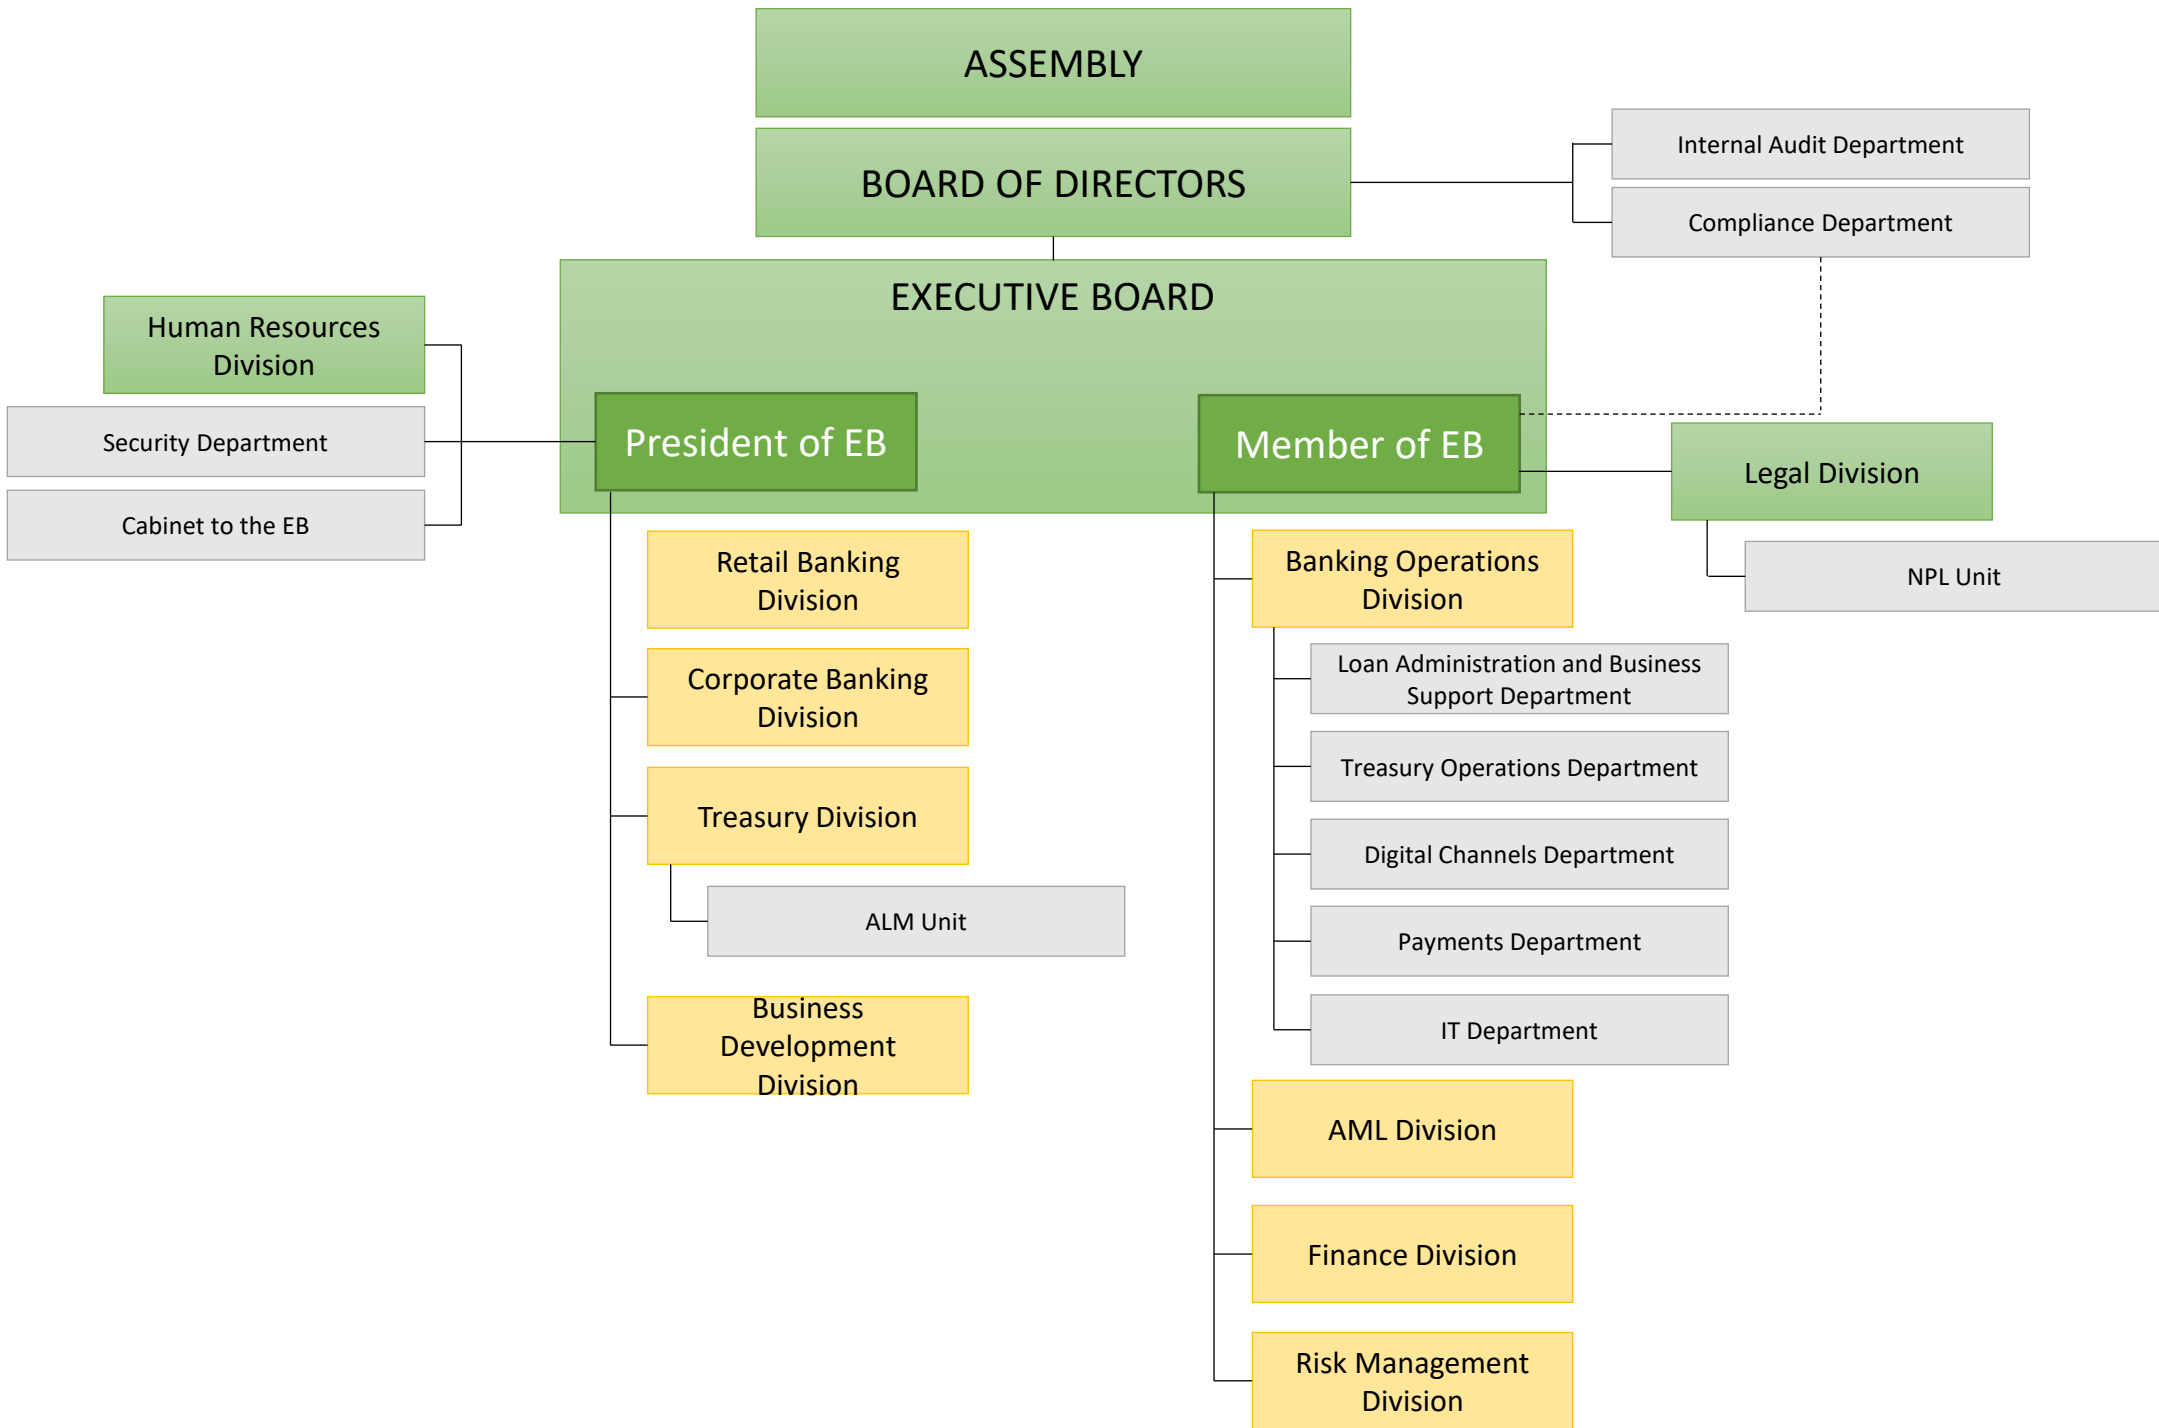 ASSEMBLY
BOARD OF DIRECTORS
Internal Audit Department
Compliance Department
EXECUTIVE BOARD
Human Resources
Division
Security Department
Cabinet to the EB
President of EB
Member of EB
Legal Division
NPL Unit
Retail Banking
Division
Corporate Banking
Division
Treasury Division
ALM Unit
Business
Development
Division
Banking Operations
Division
Loan Administration and Business
Support Department
Treasury Operations Department
Digital Channels Department
Payments Department
IT Department
AML Division
Finance Division
Risk Management
Division